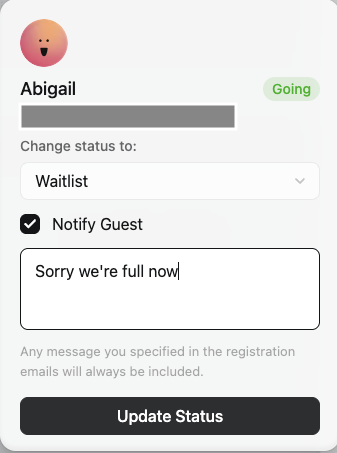 Abigail
Going
Change status to:
Waitlist
Notify Guest
Sorry we're full now
Any message you specified in the registration
emails will always be included.
Update Status